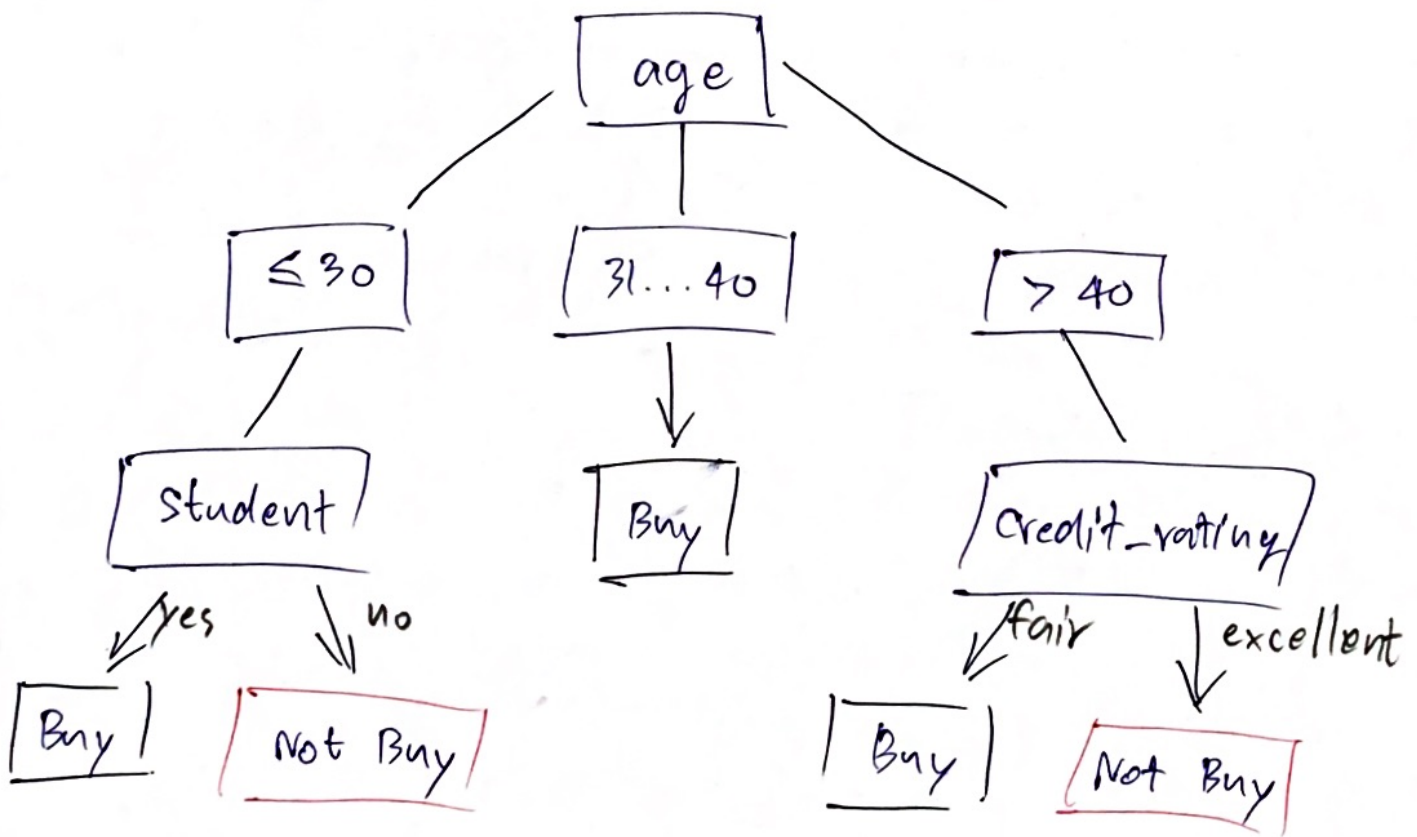 age
≤ 30
31... 40
> 40
student
Buy
Credit_rating
yes
no
fair
excellent
Buy
Not Buy
Buy
Not Buy